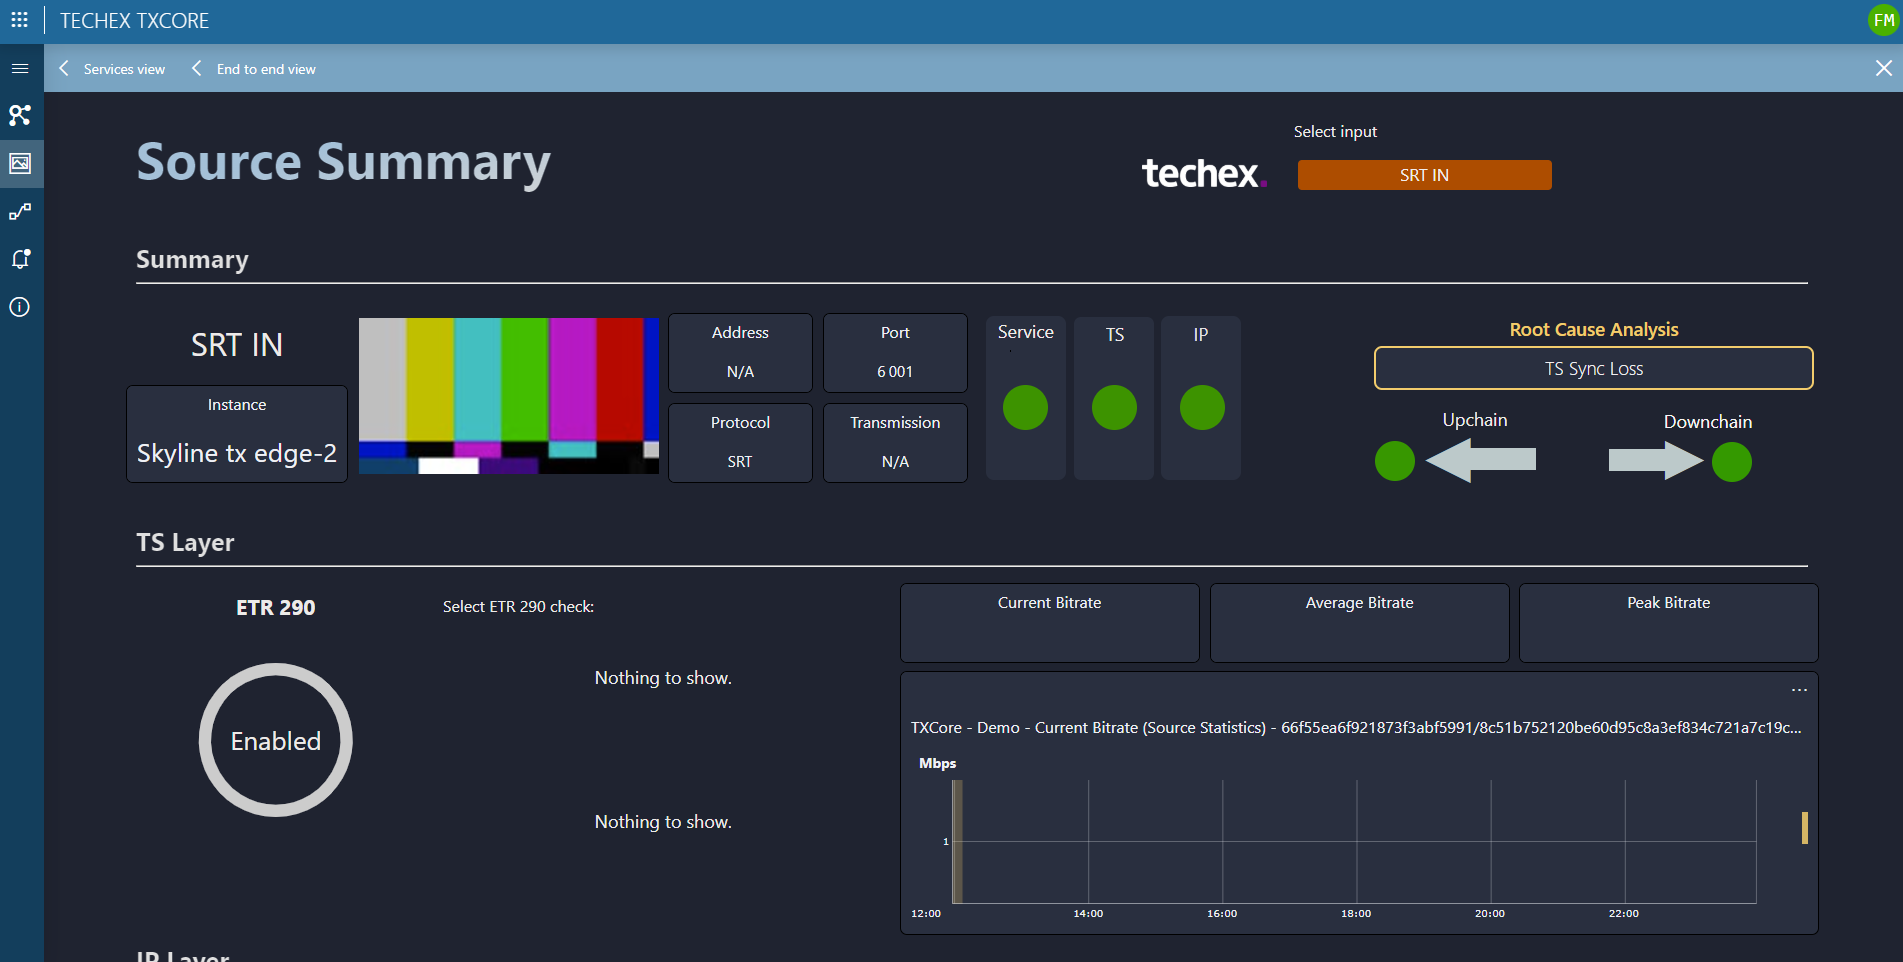 TECHEX TXCORE
FM
Services view
End to end view
Select input
Source Summary
techex.
SRT IN
Summary
SRT IN
Instance
Skyline tx edge-2
Address
N/A
Port
6 001
Protocol
SRT
Transmission
N/A
Service
TS
IP
Root Cause Analysis
TS Sync Loss
Upchain
Downchain
TS Layer
ETR 290
Enabled
Select ETR 290 check:
Nothing to show.
Nothing to show.
Current Bitrate
Average Bitrate
Peak Bitrate
...
TXCore - Demo - Current Bitrate (Source Statistics) - 66f55ea6f921873f3abf5991/8c51b752120be60d95c8a3ef834c721a7c19c...
Mbps
1
12:00
14:00
16:00
18:00
20:00
22:00
IP Layer